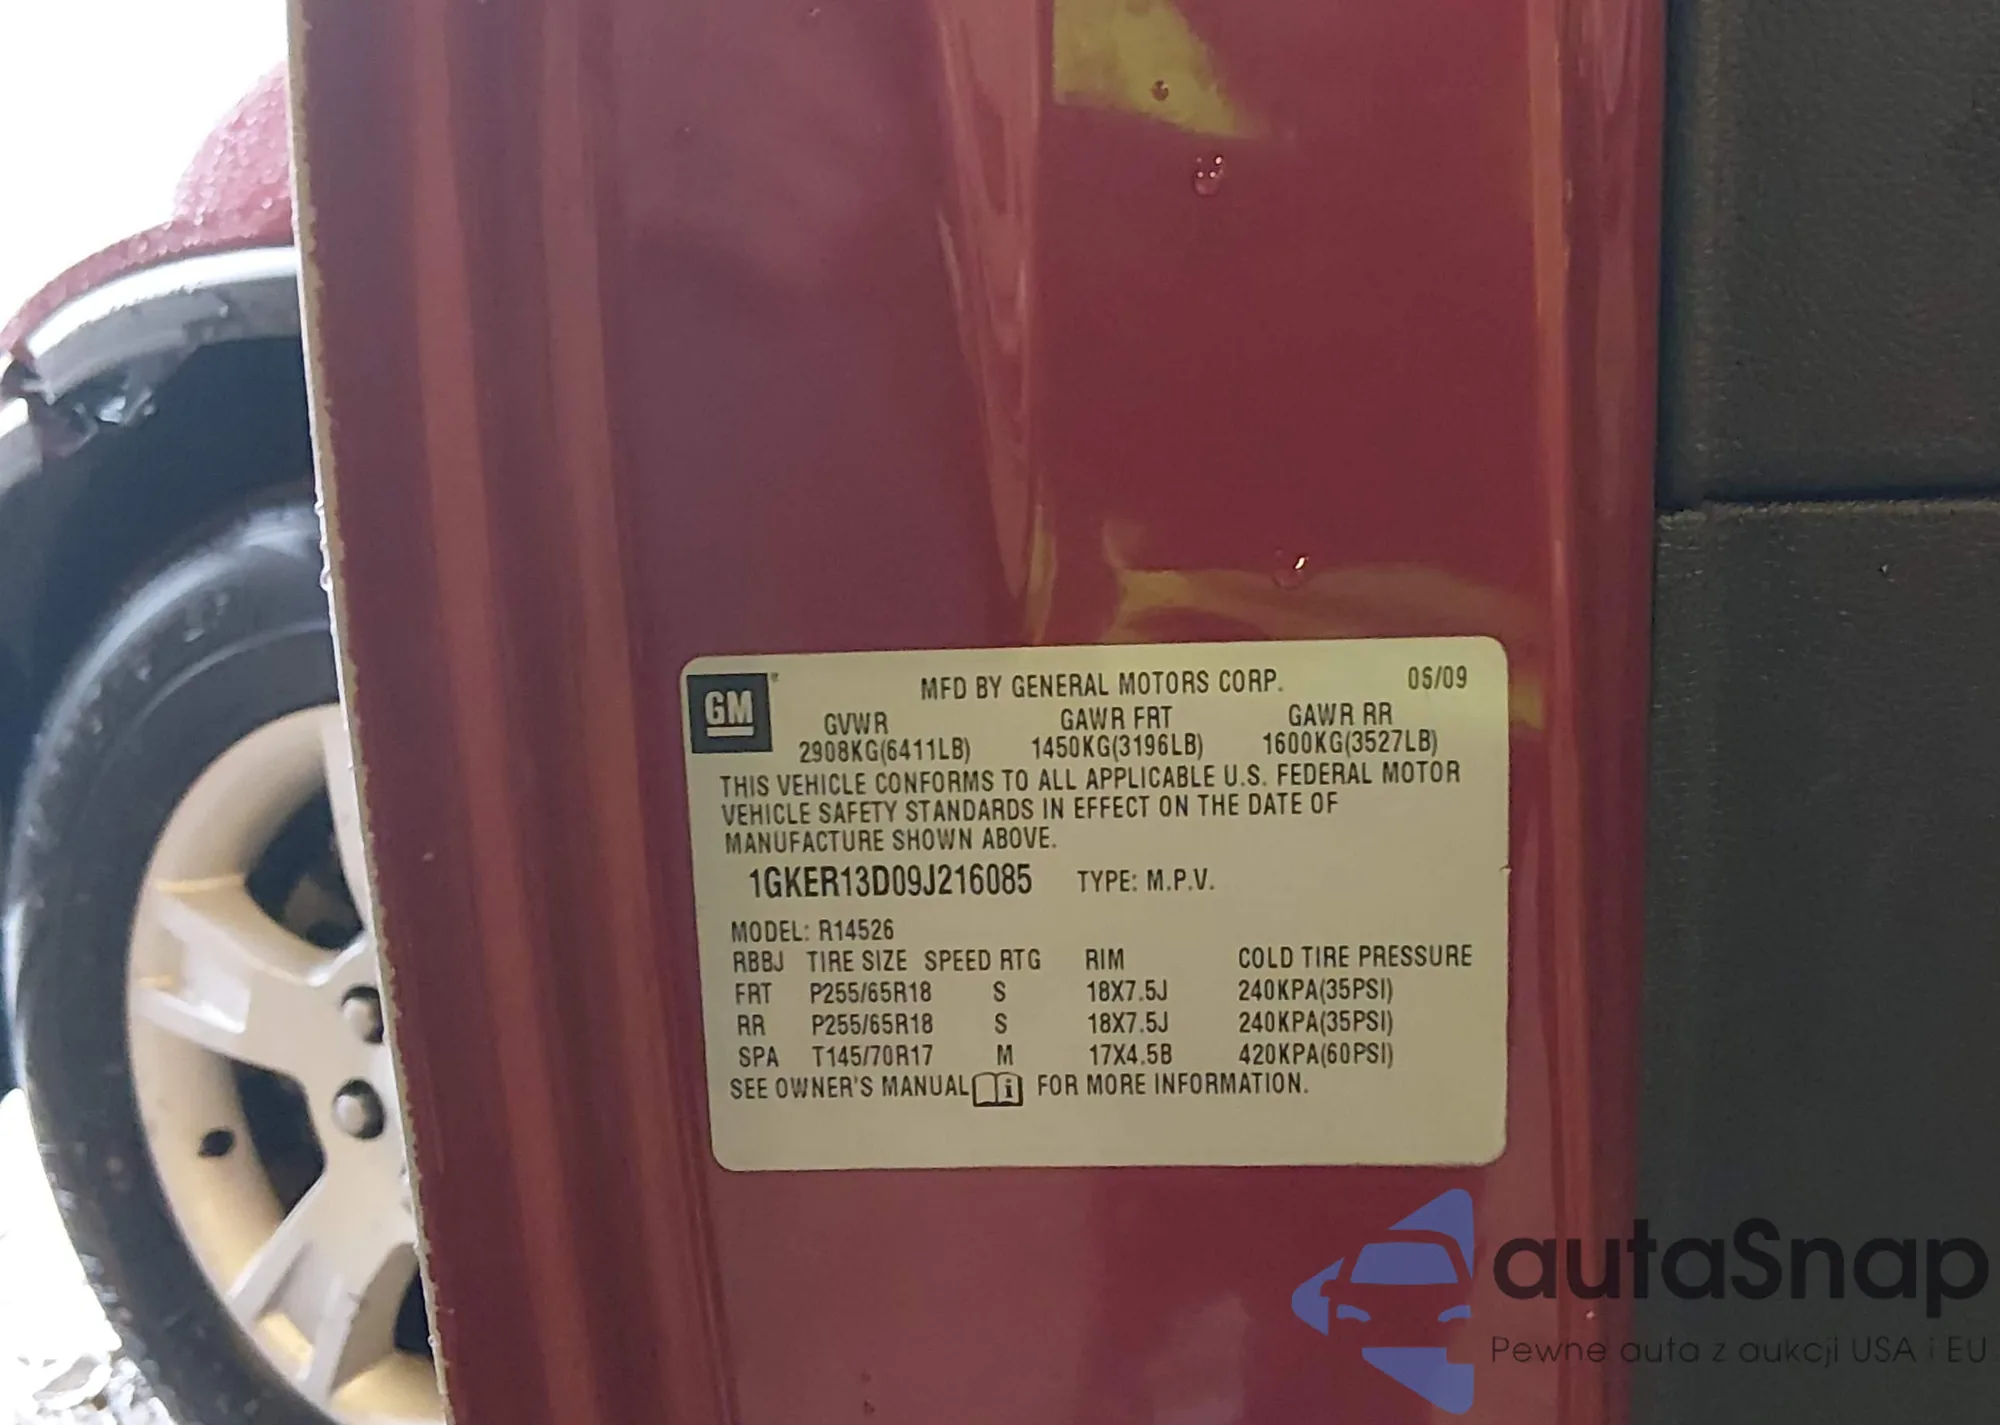 GM
MFD BY GENERAL MOTORS CORP. 06/09
GVWR GAWR FRT GAWR RR
2908KG(6411LB) 1450KG(3196LB) 1600KG(3527LB)
THIS VEHICLE CONFORMS TO ALL APPLICABLE U.S. FEDERAL MOTOR
VEHICLE SAFETY STANDARDS IN EFFECT ON THE DATE OF
MANUFACTURE SHOWN ABOVE.
1GKER13D09J216085 TYPE: M.P.V.
MODEL: R14526
RBBJ TIRE SIZE SPEED RTG RIM COLD TIRE PRESSURE
FRT P255/65R18 S 18X7.5J 240KPA(35PSI)
RR P255/65R18 S 18X7.5J 240KPA(35PSI)
SPA T145/70R17 M 17X4.5B 420KPA(60PSI)
SEE OWNER'S MANUAL i FOR MORE INFORMATION.
autaSnap
Pewne auta z aukcji USA i EU